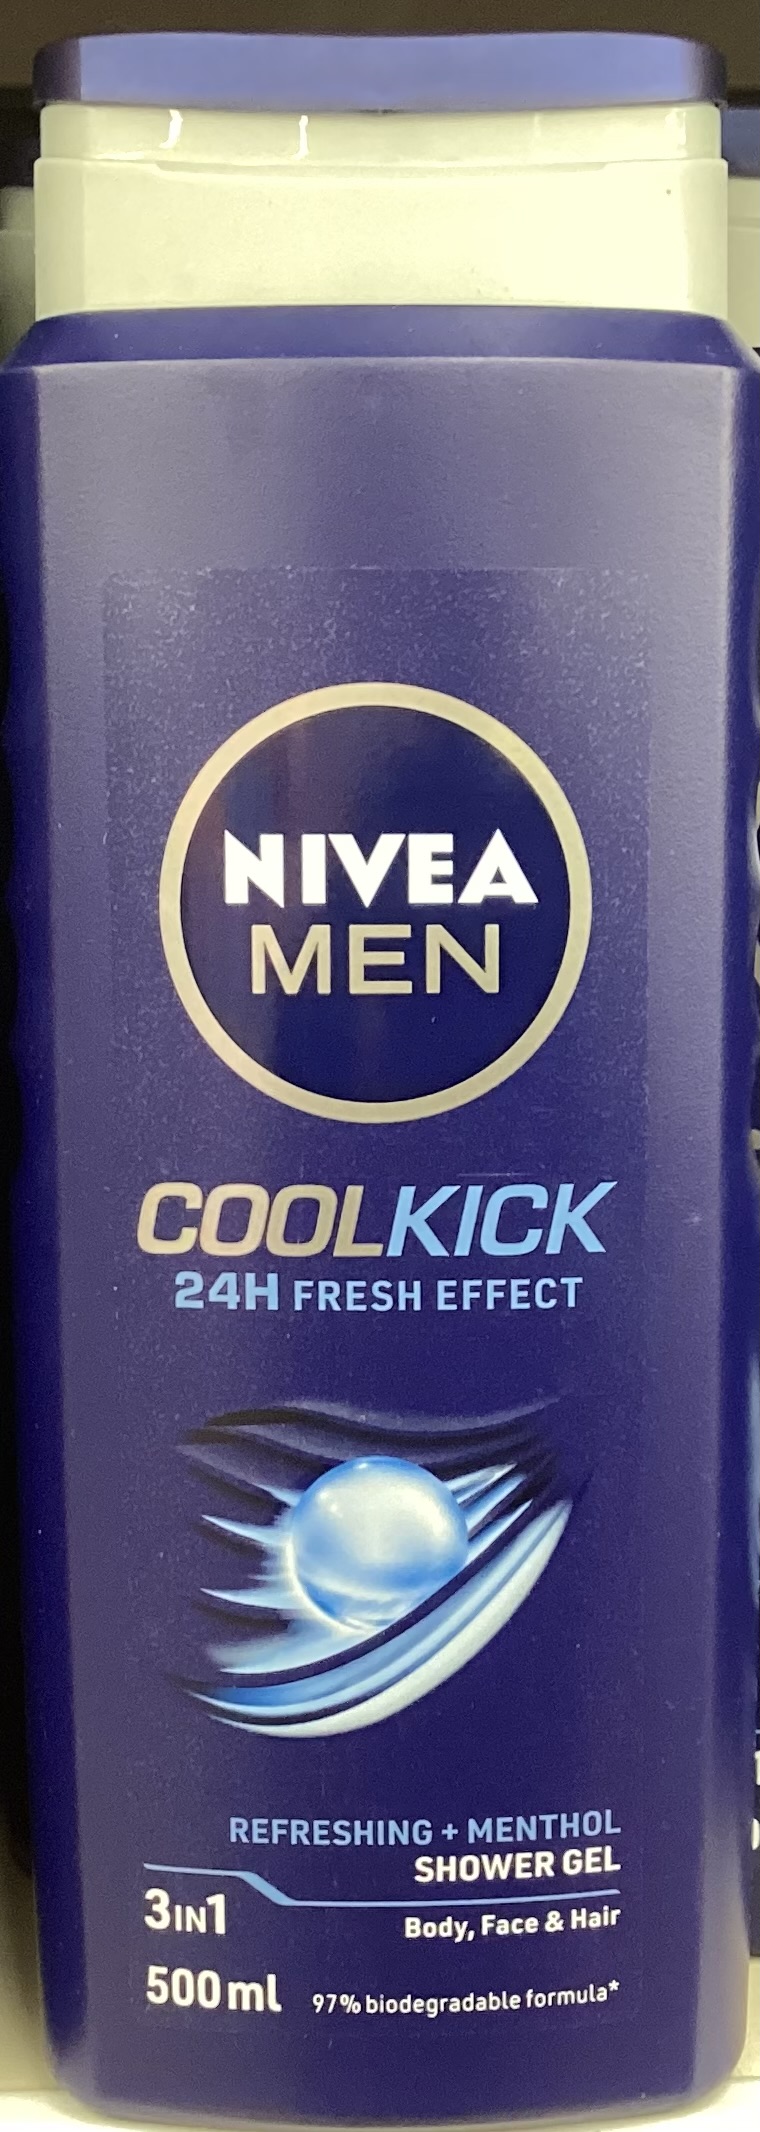 NIVEA
MEN
COOLKICK
24H FRESH EFFECT
REFRESHING + MENTHOL
SHOWER GEL
3IN1
Body, Face & Hair
500 ml 97% biodegradable formula*